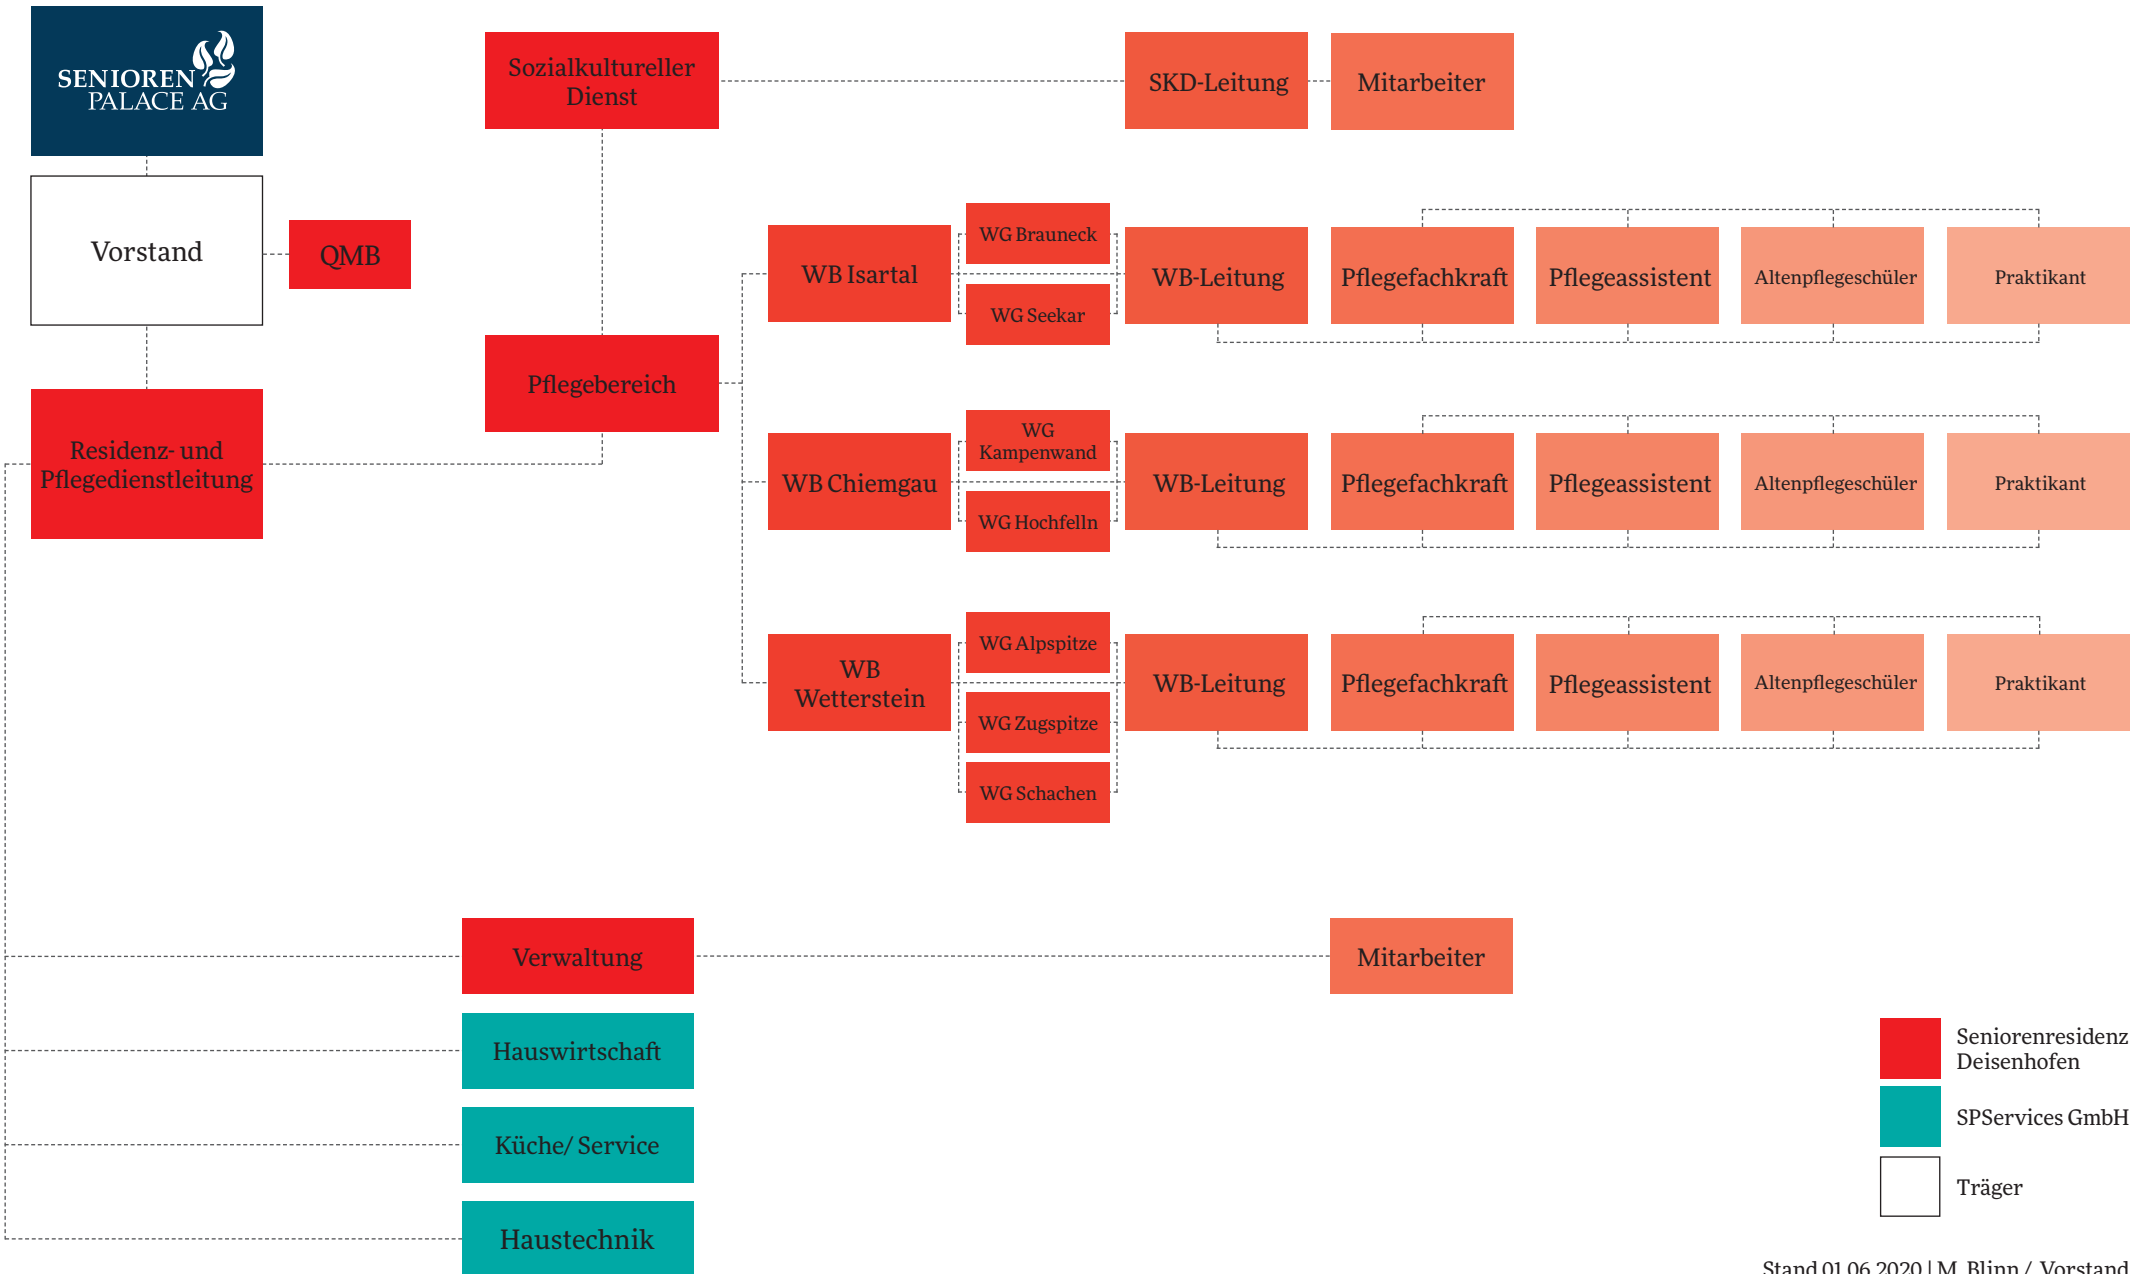 SENIOREN
PALACE AG
Vorstand
QMB
Residenz- und
Pflegedienstleitung
Sozialkultureller
Dienst
SKD-Leitung
Mitarbeiter
Pflegebereich
WB Isartal
WG Brauneck
WG Seekar
WB-Leitung
Pflegefachkraft
Pflegeassistent
Altenpflegeschüler
Praktikant
WB Chiemgau
WG
Kampenwand
WG Hochfelln
WB-Leitung
Pflegefachkraft
Pflegeassistent
Altenpflegeschüler
Praktikant
WB
Wetterstein
WG Alpspitze
WG Zugspitze
WG Schachen
WB-Leitung
Pflegefachkraft
Pflegeassistent
Altenpflegeschüler
Praktikant
Verwaltung
Mitarbeiter
Hauswirtschaft
Küche/ Service
Haustechnik
Seniorenresidenz
Deisenhofen
SPServices GmbH
Träger
Stand 01.06.2020 | M. Blinn / Vorstand